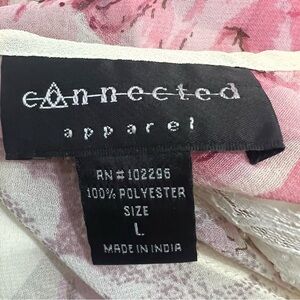 connected
apparel
RN#102296
100% POLYESTER
SIZE
L
MADE IN INDIA